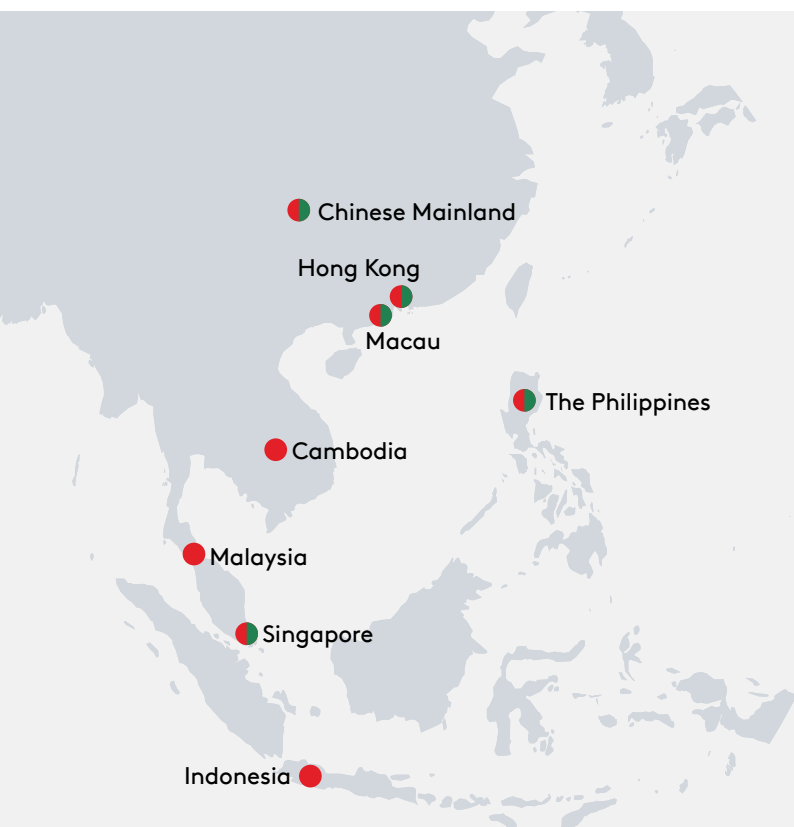 Chinese Mainland
Hong Kong
Macau
The Philippines
Cambodia
Malaysia
Singapore
Indonesia